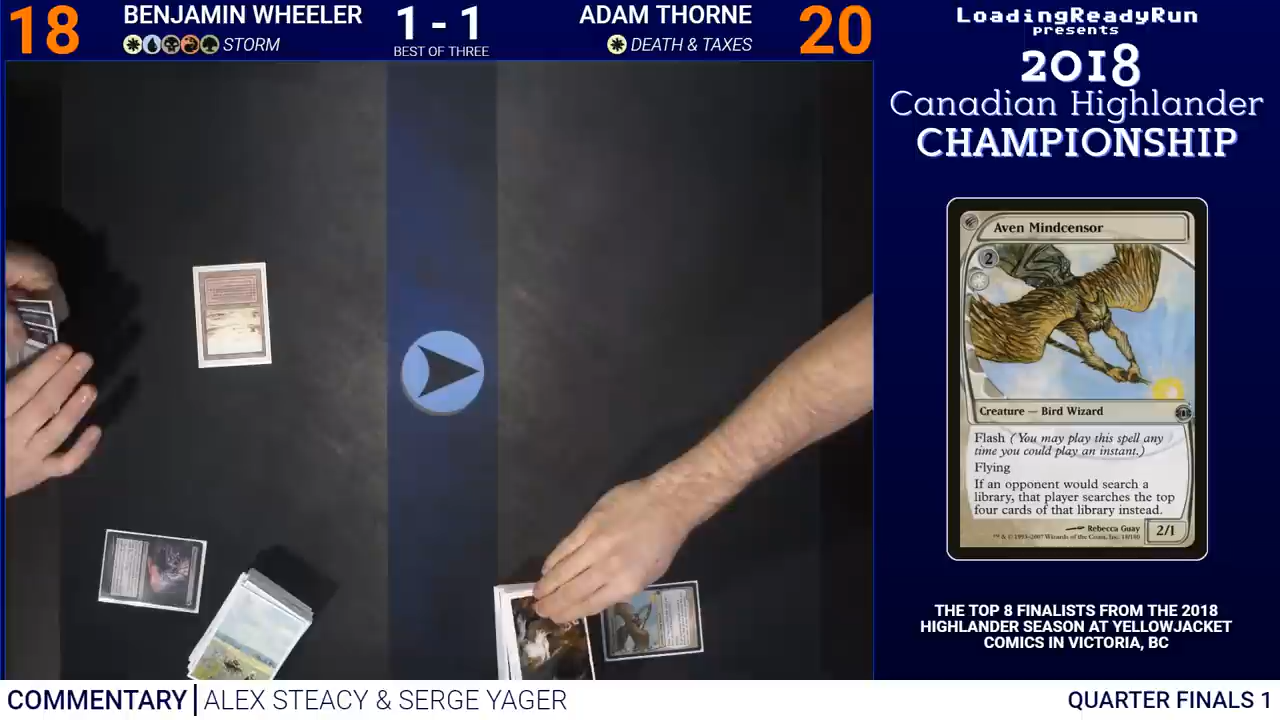 18
BENJAMIN WHEELER
STORM
1 - 1
BEST OF THREE
ADAM THORNE
DEATH & TAXES
20
LoadingReadyRun
presents
2018
Canadian Highlander
CHAMPIONSHIP
Aven Mindcensor
2
Creature — Bird Wizard
Flash (You may play this spell any
time you could play an instant.)
Flying
If an opponent would search a
library, that player searches the top
four cards of that library instead.
Rebecca Guay
2/1
THE TOP 8 FINALISTS FROM THE 2018
HIGHLANDER SEASON AT YELLOWJACKET
COMICS IN VICTORIA, BC
COMMENTARY | ALEX STEACY & SERGE YAGER
QUARTER FINALS 1